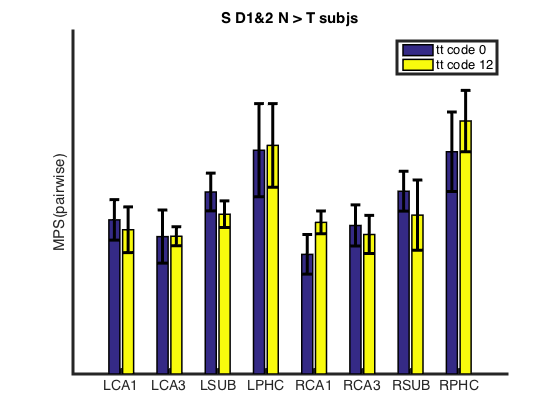 S D1&2 N > T subjs
tt code 0
tt code 12
MPS(pairwise)
LCA1 LCA3 LSUB LPHC RCA1 RCA3 RSUB RPHC